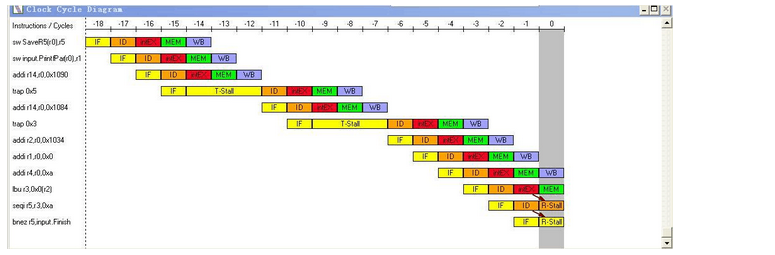 Clock Cycle Diagram
Instructions / Cycles -18 -17 -16 -15 -14 -13 -12 -11 -10 -9 -8 -7 -6 -5 -4 -3 -2 -1 0
sw SaveR5(r0),r5 IF ID intEX MEM WB
sw input.PrintfPar(r0),r1 IF ID intEX MEM WB
addi r14,r0,0x1090 IF ID intEX MEM WB
trap 0x5 IF T-Stall ID intEX MEM WB
addi r14,r0,0x1084 IF ID intEX MEM WB
trap 0x3 IF T-Stall ID intEX MEM WB
addi r2,r0,0x1034 IF ID intEX MEM WB
addi r1,r0,0x0 IF ID intEX MEM WB
addi r4,r0,0xa IF ID intEX MEM WB
lbu r3,0x0(r2) IF ID intEX MEM
seqi r5,r3,0xa IF ID R-Stall
bnez r5,input.Finish IF R-Stall